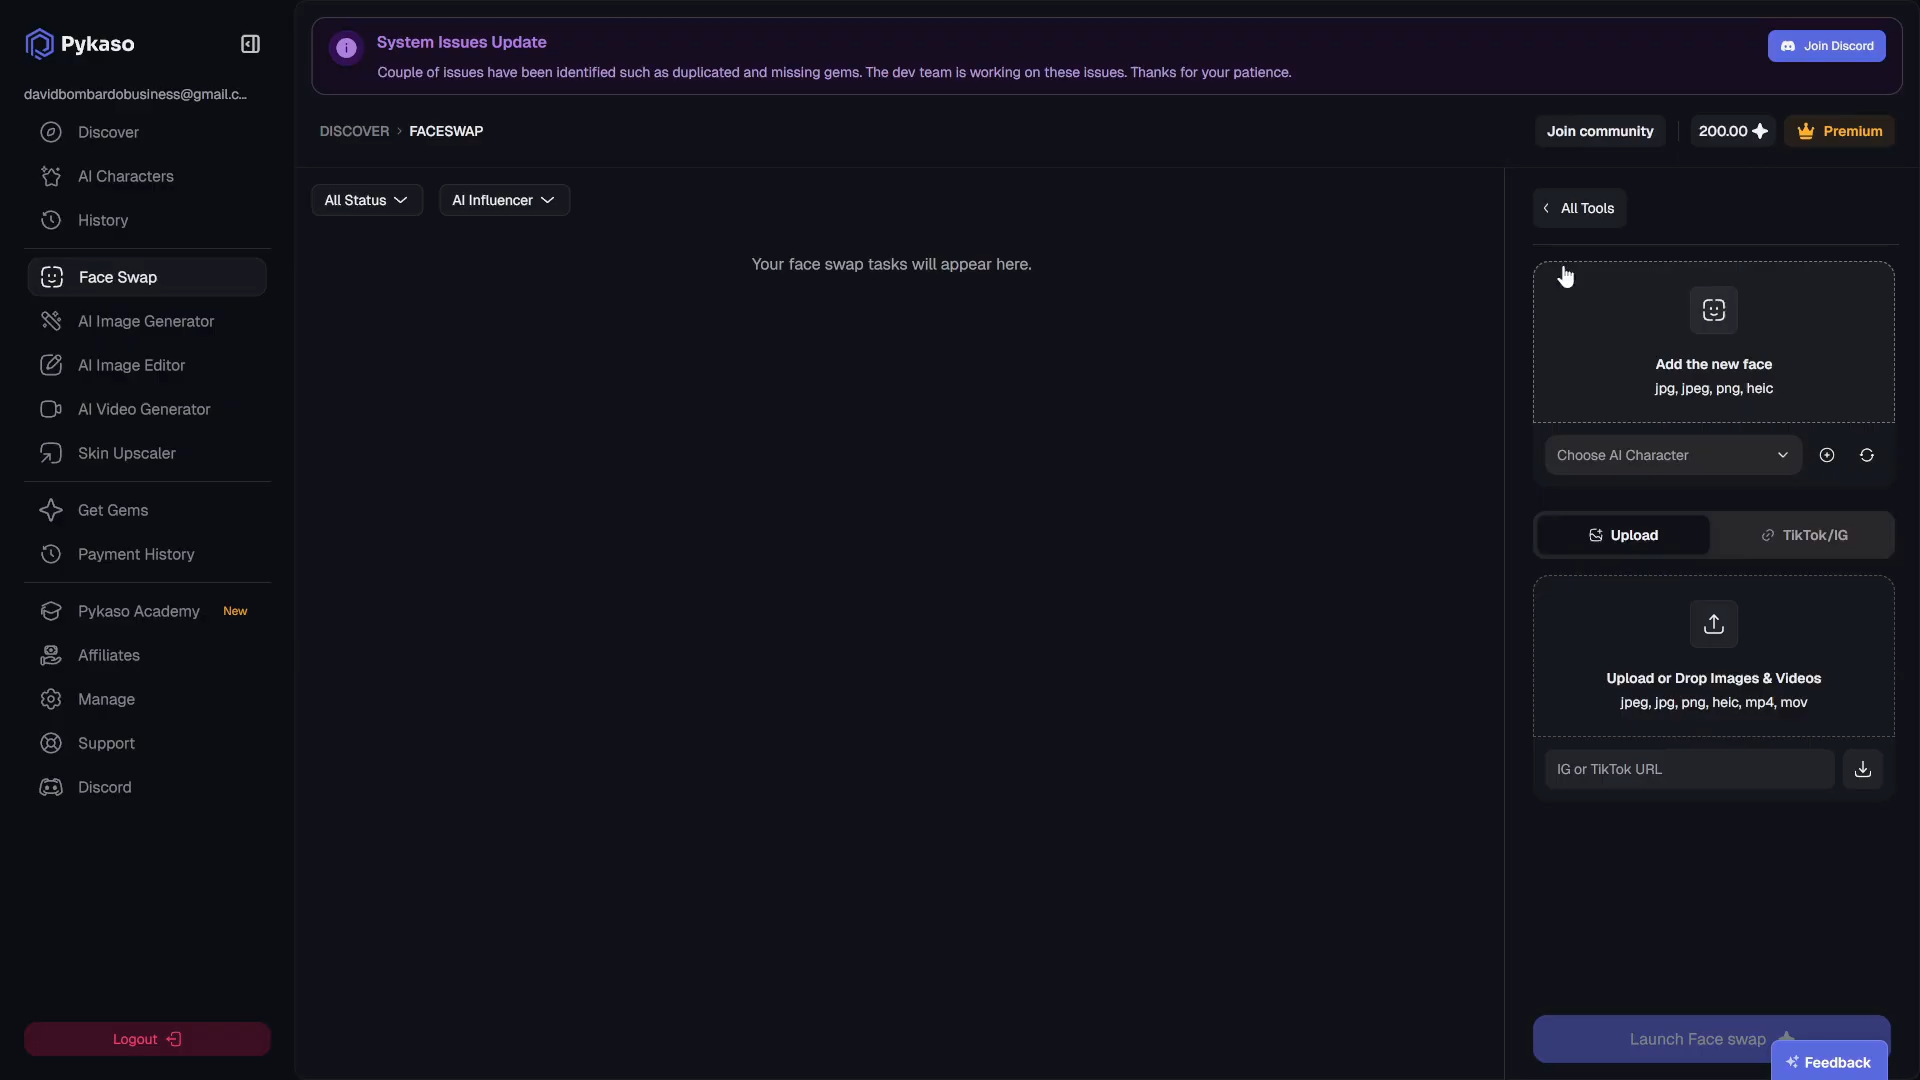 Pykaso
davidbombardobusiness@gmail.c...
Discover
AI Characters
History
Face Swap
AI Image Generator
AI Image Editor
AI Video Generator
Skin Upscaler
Get Gems
Payment History
Pykaso Academy New
Affiliates
Manage
Support
Discord
Logout
System Issues Update
Couple of issues have been identified such as duplicated and missing gems. The dev team is working on these issues. Thanks for your patience.
Join Discord
DISCOVER > FACESWAP
Join community
200.00
Premium
All Status
AI Influencer
Your face swap tasks will appear here.
All Tools
Add the new face
jpg, jpeg, png, heic
Choose AI Character
Upload
TikTok/IG
Upload or Drop Images & Videos
jpeg, jpg, png, heic, mp4, mov
IG or TikTok URL
Launch Face swap
Feedback